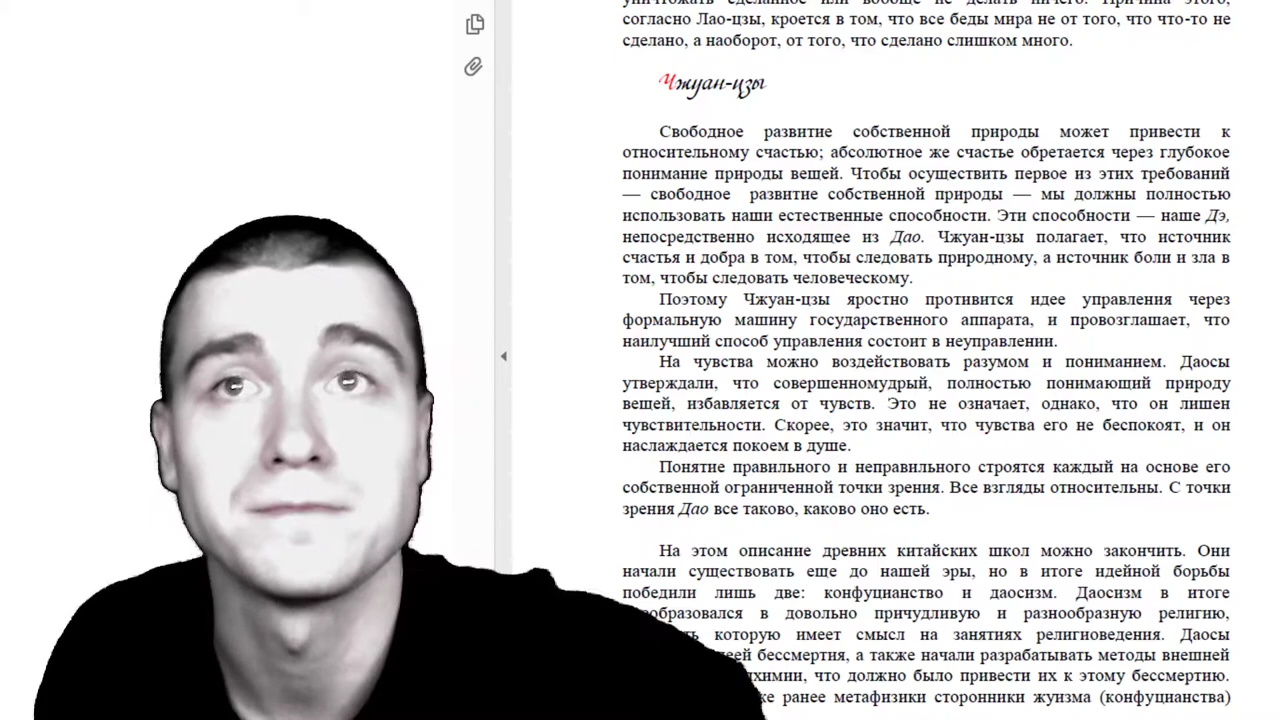 уничтожать сделанное или вообще не делать ничего. Причина этого,
согласно Лао-цзы, кроется в том, что все беды мира не от того, что что-то не
сделано, а наоборот, от того, что сделано слишком много.
Чжуан-цзы
Свободное развитие собственной природы может привести к
относительному счастью; абсолютное же счастье обретается через глубокое
понимание природы вещей. Чтобы осуществить первое из этих требований
— свободное развитие собственной природы — мы должны полностью
использовать наши естественные способности. Эти способности — наше Дэ,
непосредственно исходящее из Дао. Чжуан-цзы полагает, что источник
счастья и добра в том, чтобы следовать природному, а источник боли и зла в
том, чтобы следовать человеческому.
Поэтому Чжуан-цзы яростно противится идее управления через
формальную машину государственного аппарата, и провозглашает, что
наилучший способ управления состоит в неуправлении.
На чувства можно воздействовать разумом и пониманием. Даосы
утверждали, что совершенномудрый, полностью понимающий природу
вещей, избавляется от чувств. Это не означает, однако, что он лишен
чувствительности. Скорее, это значит, что чувства его не беспокоят, и он
наслаждается покоем в душе.
Понятие правильного и неправильного строятся каждый на основе его
собственной ограниченной точки зрения. Все взгляды относительны. С точки
зрения Дао все таково, каково оно есть.
На этом описание древних китайских школ можно закончить. Они
начали существовать еще до нашей эры, но в итоге идейной борьбы
победили лишь две: конфуцианство и даосизм. Даосизм в итоге
в довольно причудливую и разнообразную религию,
которую имеет смысл на занятиях религиоведения. Даосы
бессмертия, а также начали разрабатывать методы внешней
что должно было привести их к этому бессмертию.
ранее метафизики сторонники жуизма (конфуцианства)